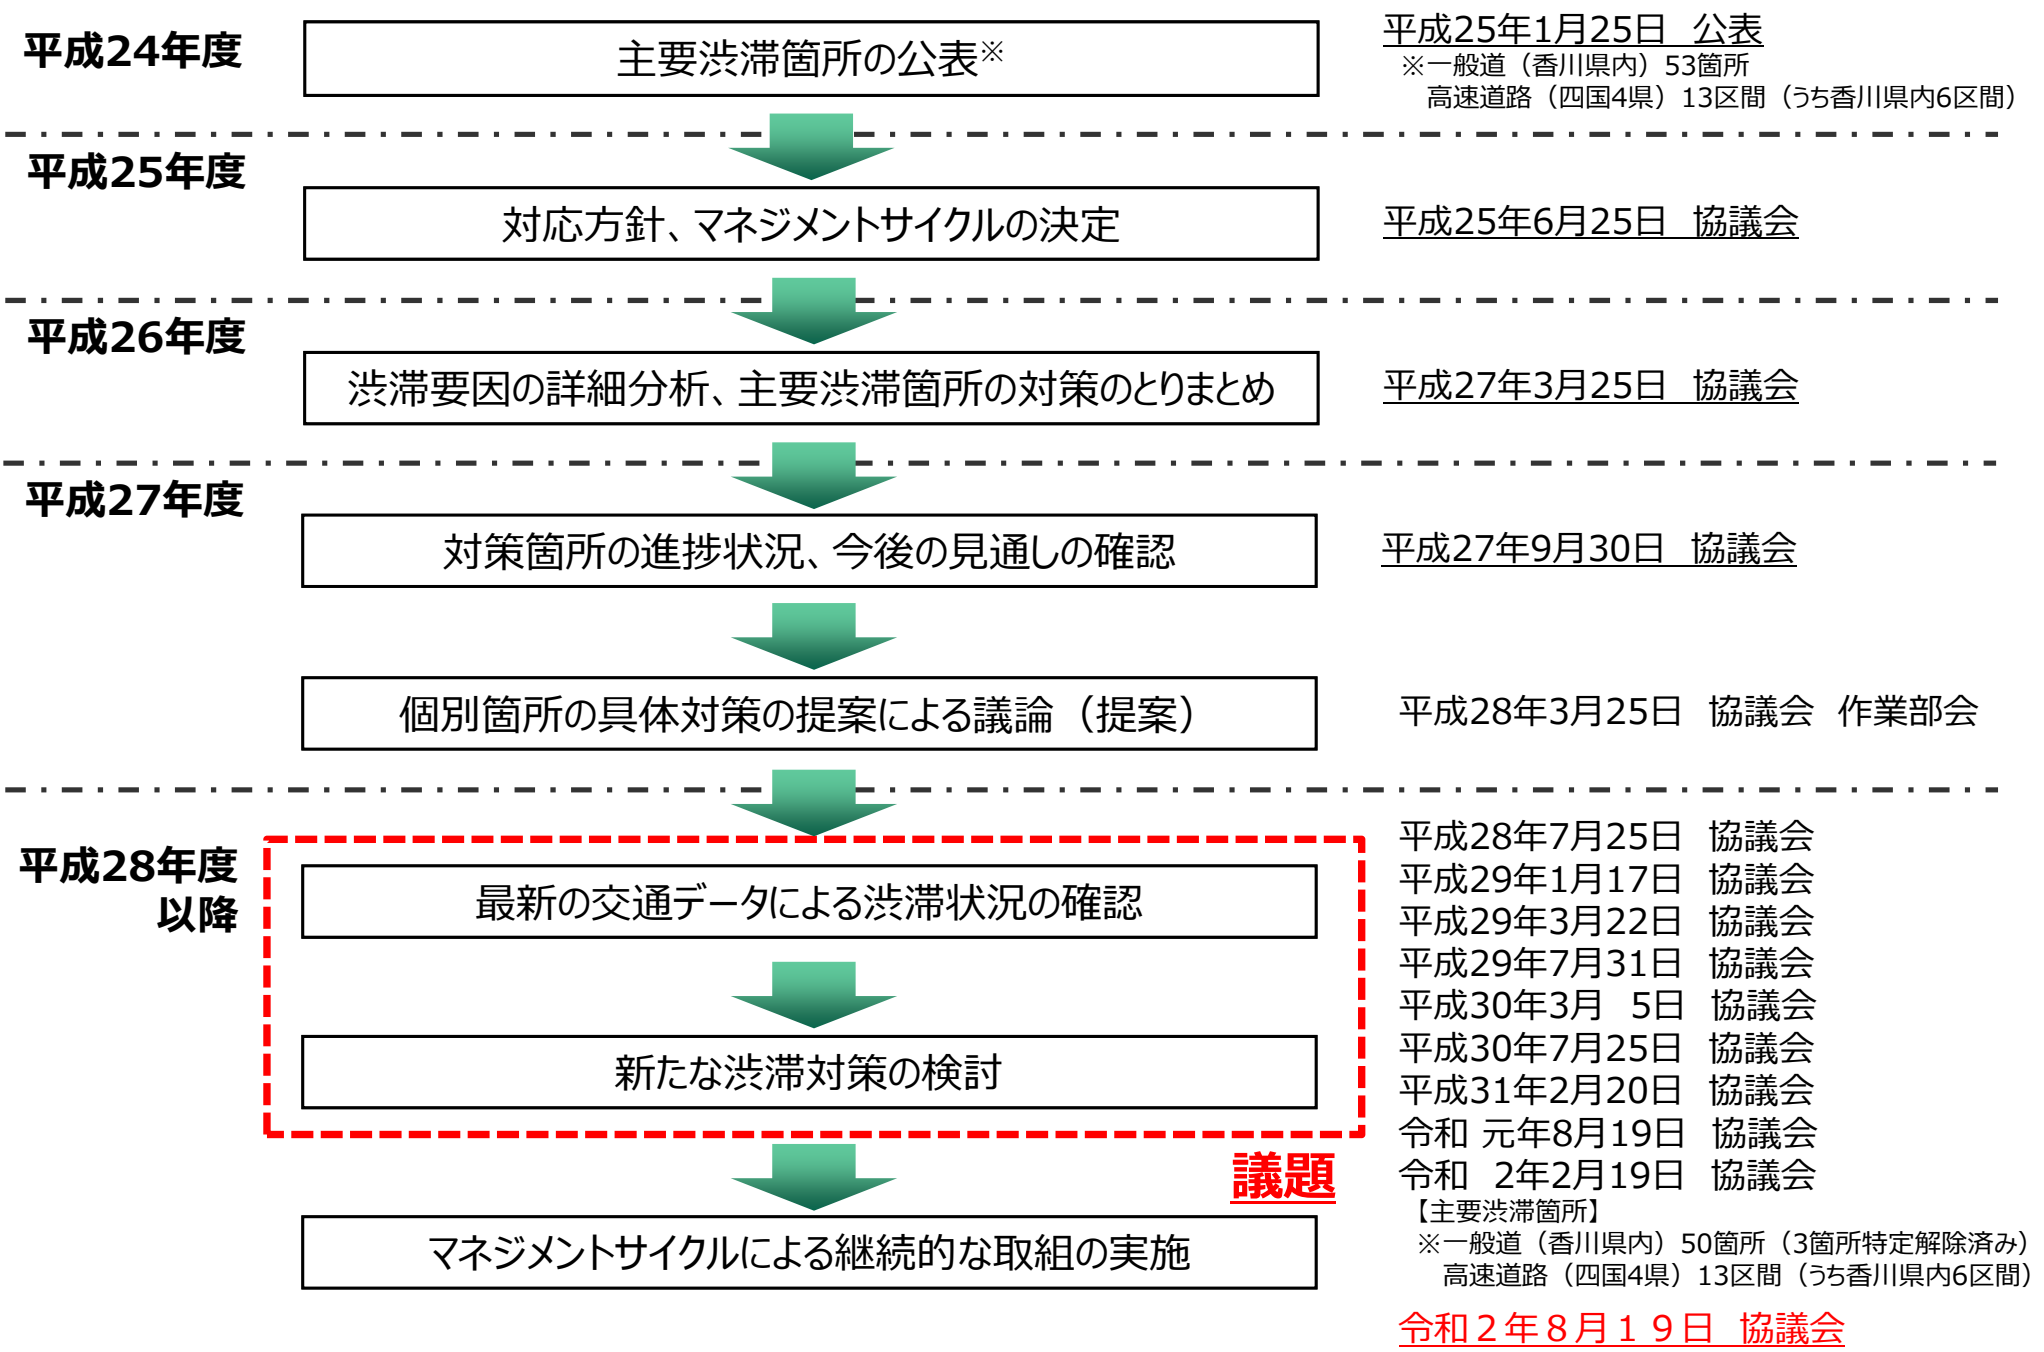 平成24年度
主要渋滞箇所の公表※
平成25年1月25日 公表
※一般道（香川県内）53箇所
高速道路（四国4県）13区間（うち香川県内6区間）
平成25年度
対応方針、マネジメントサイクルの決定
平成25年6月25日 協議会
平成26年度
渋滞要因の詳細分析、主要渋滞箇所の対策のとりまとめ
平成27年3月25日 協議会
平成27年度
対策箇所の進捗状況、今後の見通しの確認
平成27年9月30日 協議会
個別箇所の具体対策の提案による議論（提案）
平成28年3月25日 協議会 作業部会
平成28年度
以降
最新の交通データによる渋滞状況の確認
新たな渋滞対策の検討
議題
マネジメントサイクルによる継続的な取組の実施
平成28年7月25日 協議会
平成29年1月17日 協議会
平成29年3月22日 協議会
平成29年7月31日 協議会
平成30年3月 5日 協議会
平成30年7月25日 協議会
平成31年2月20日 協議会
令和 元年8月19日 協議会
令和 2年2月19日 協議会
【主要渋滞箇所】
※一般道（香川県内）50箇所（3箇所特定解除済み）
高速道路（四国4県）13区間（うち香川県内6区間）
令和２年８月１９日 協議会